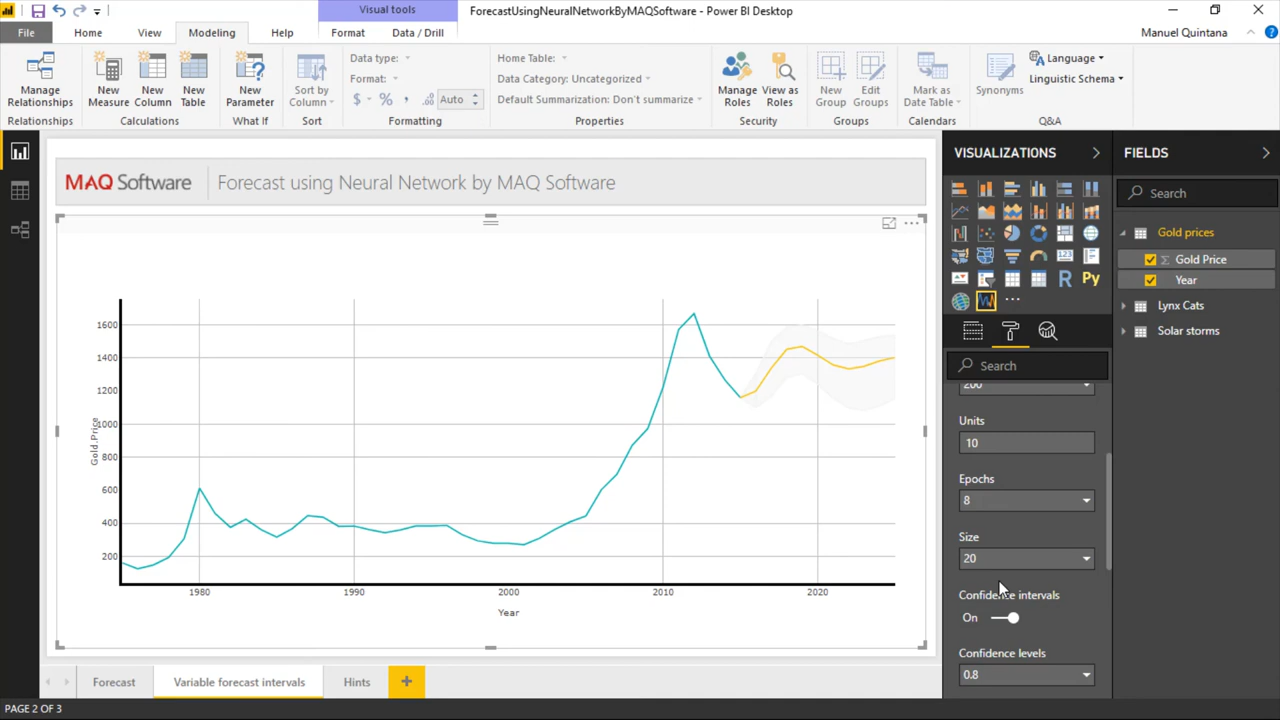 Visual tools
ForecastUsingNeuralNetworkByMAQSoftware - Power BI Desktop
File Home View Modeling Help Format Data / Drill
Manuel Quintana
Manage Relationships
Relationships
New Measure
New Column
New Table
Calculations
New Parameter
What If
Sort by Column
Sort
Data type:
Format:
$ % , .00 Auto
Formatting
Home Table:
Data Category: Uncategorized
Default Summarization: Don't summarize
Properties
Manage Roles
View as Roles
Security
New Group
Edit Groups
Groups
Mark as Date Table
Calendars
Synonyms
Language
Linguistic Schema
Q&A
MAQ Software
Forecast using Neural Network by MAQ Software
1600
1400
1200
1000
800
600
400
200
Gold.Price
1980 1990 2000 2010 2020
Year
VISUALIZATIONS
R Py
Search
200
Units
10
Epochs
8
Size
20
Confidence intervals
On
Confidence levels
0.8
FIELDS
Search
Gold prices
Σ Gold Price
Year
Lynx Cats
Solar storms
Forecast
Variable forecast intervals
Hints
+
PAGE 2 OF 3